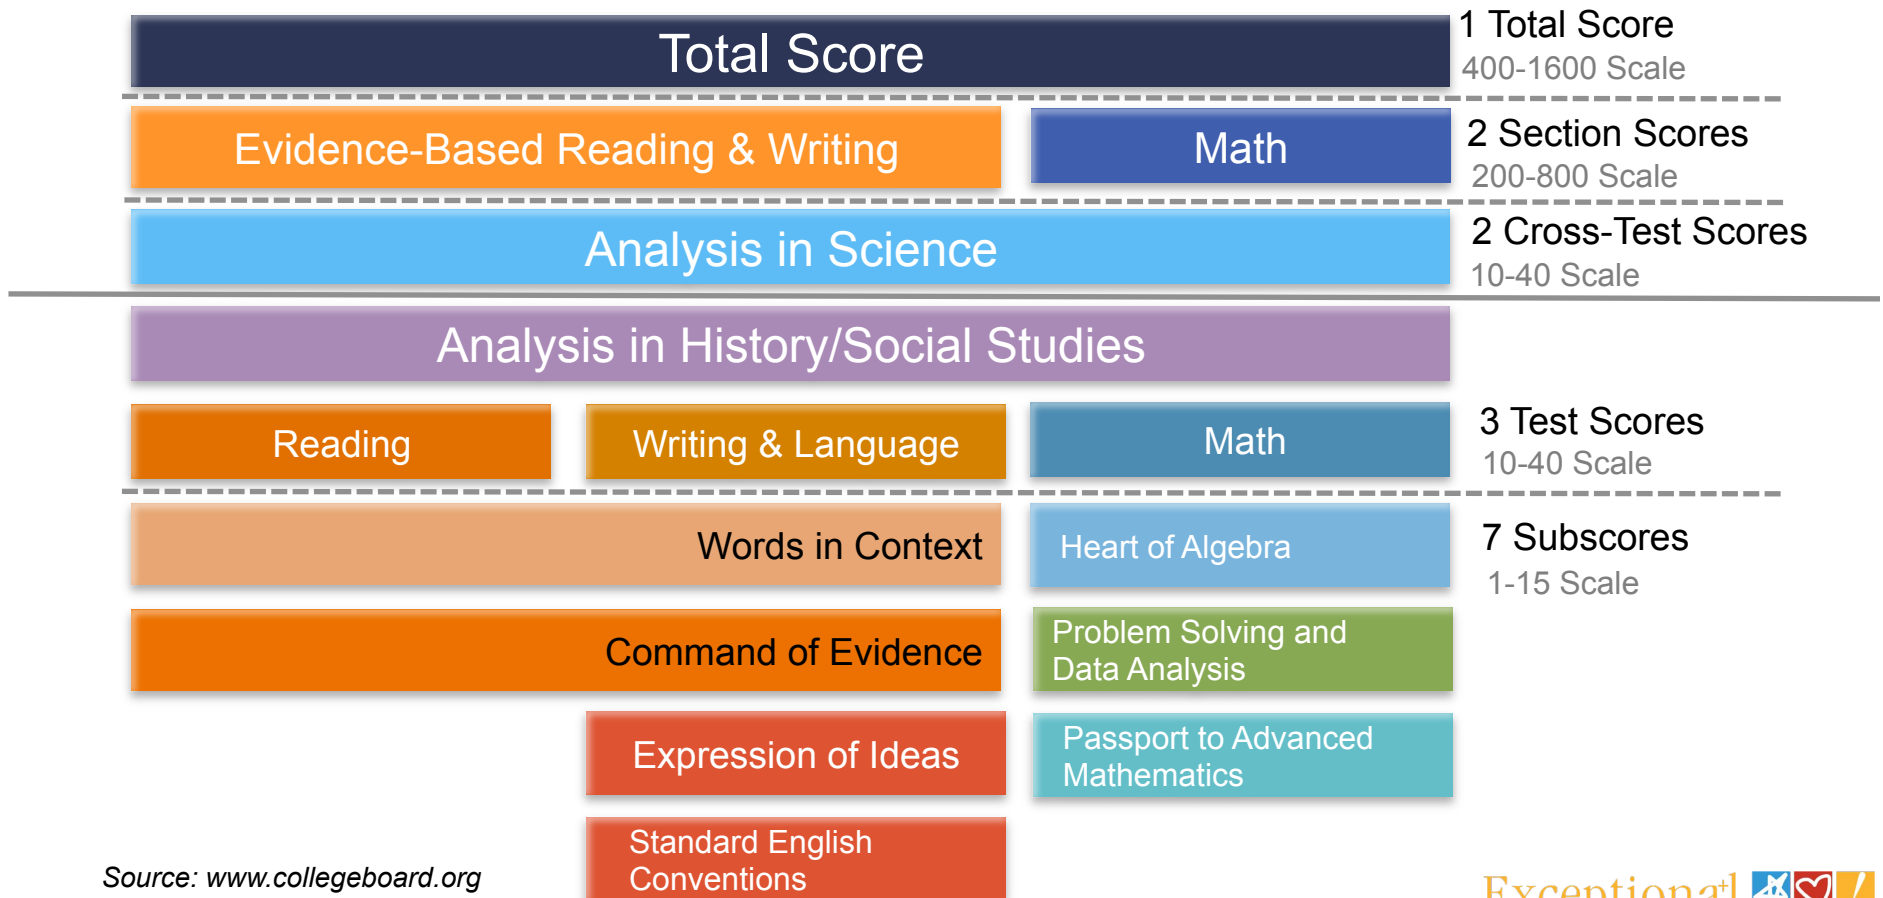 Total Score
1 Total Score
400-1600 Scale
Evidence-Based Reading & Writing
Math
2 Section Scores
200-800 Scale
Analysis in Science
2 Cross-Test Scores
10-40 Scale
Analysis in History/Social Studies
Reading
Writing & Language
Math
3 Test Scores
10-40 Scale
Words in Context
Heart of Algebra
7 Subscores
1-15 Scale
Command of Evidence
Problem Solving and
Data Analysis
Expression of Ideas
Passport to Advanced
Mathematics
Standard English
Conventions
Source: www.collegeboard.org
Exceptional